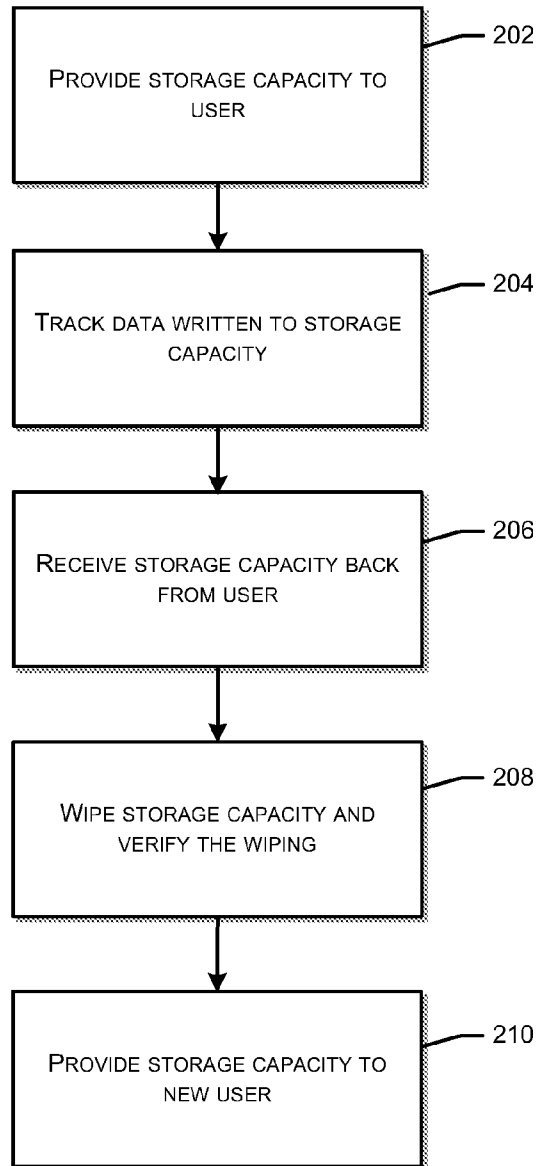 PROVIDE STORAGE CAPACITY TO
USER
202
TRACK DATA WRITTEN TO STORAGE
CAPACITY
204
RECEIVE STORAGE CAPACITY BACK
FROM USER
206
WIPE STORAGE CAPACITY AND
VERIFY THE WIPING
208
PROVIDE STORAGE CAPACITY TO
NEW USER
210